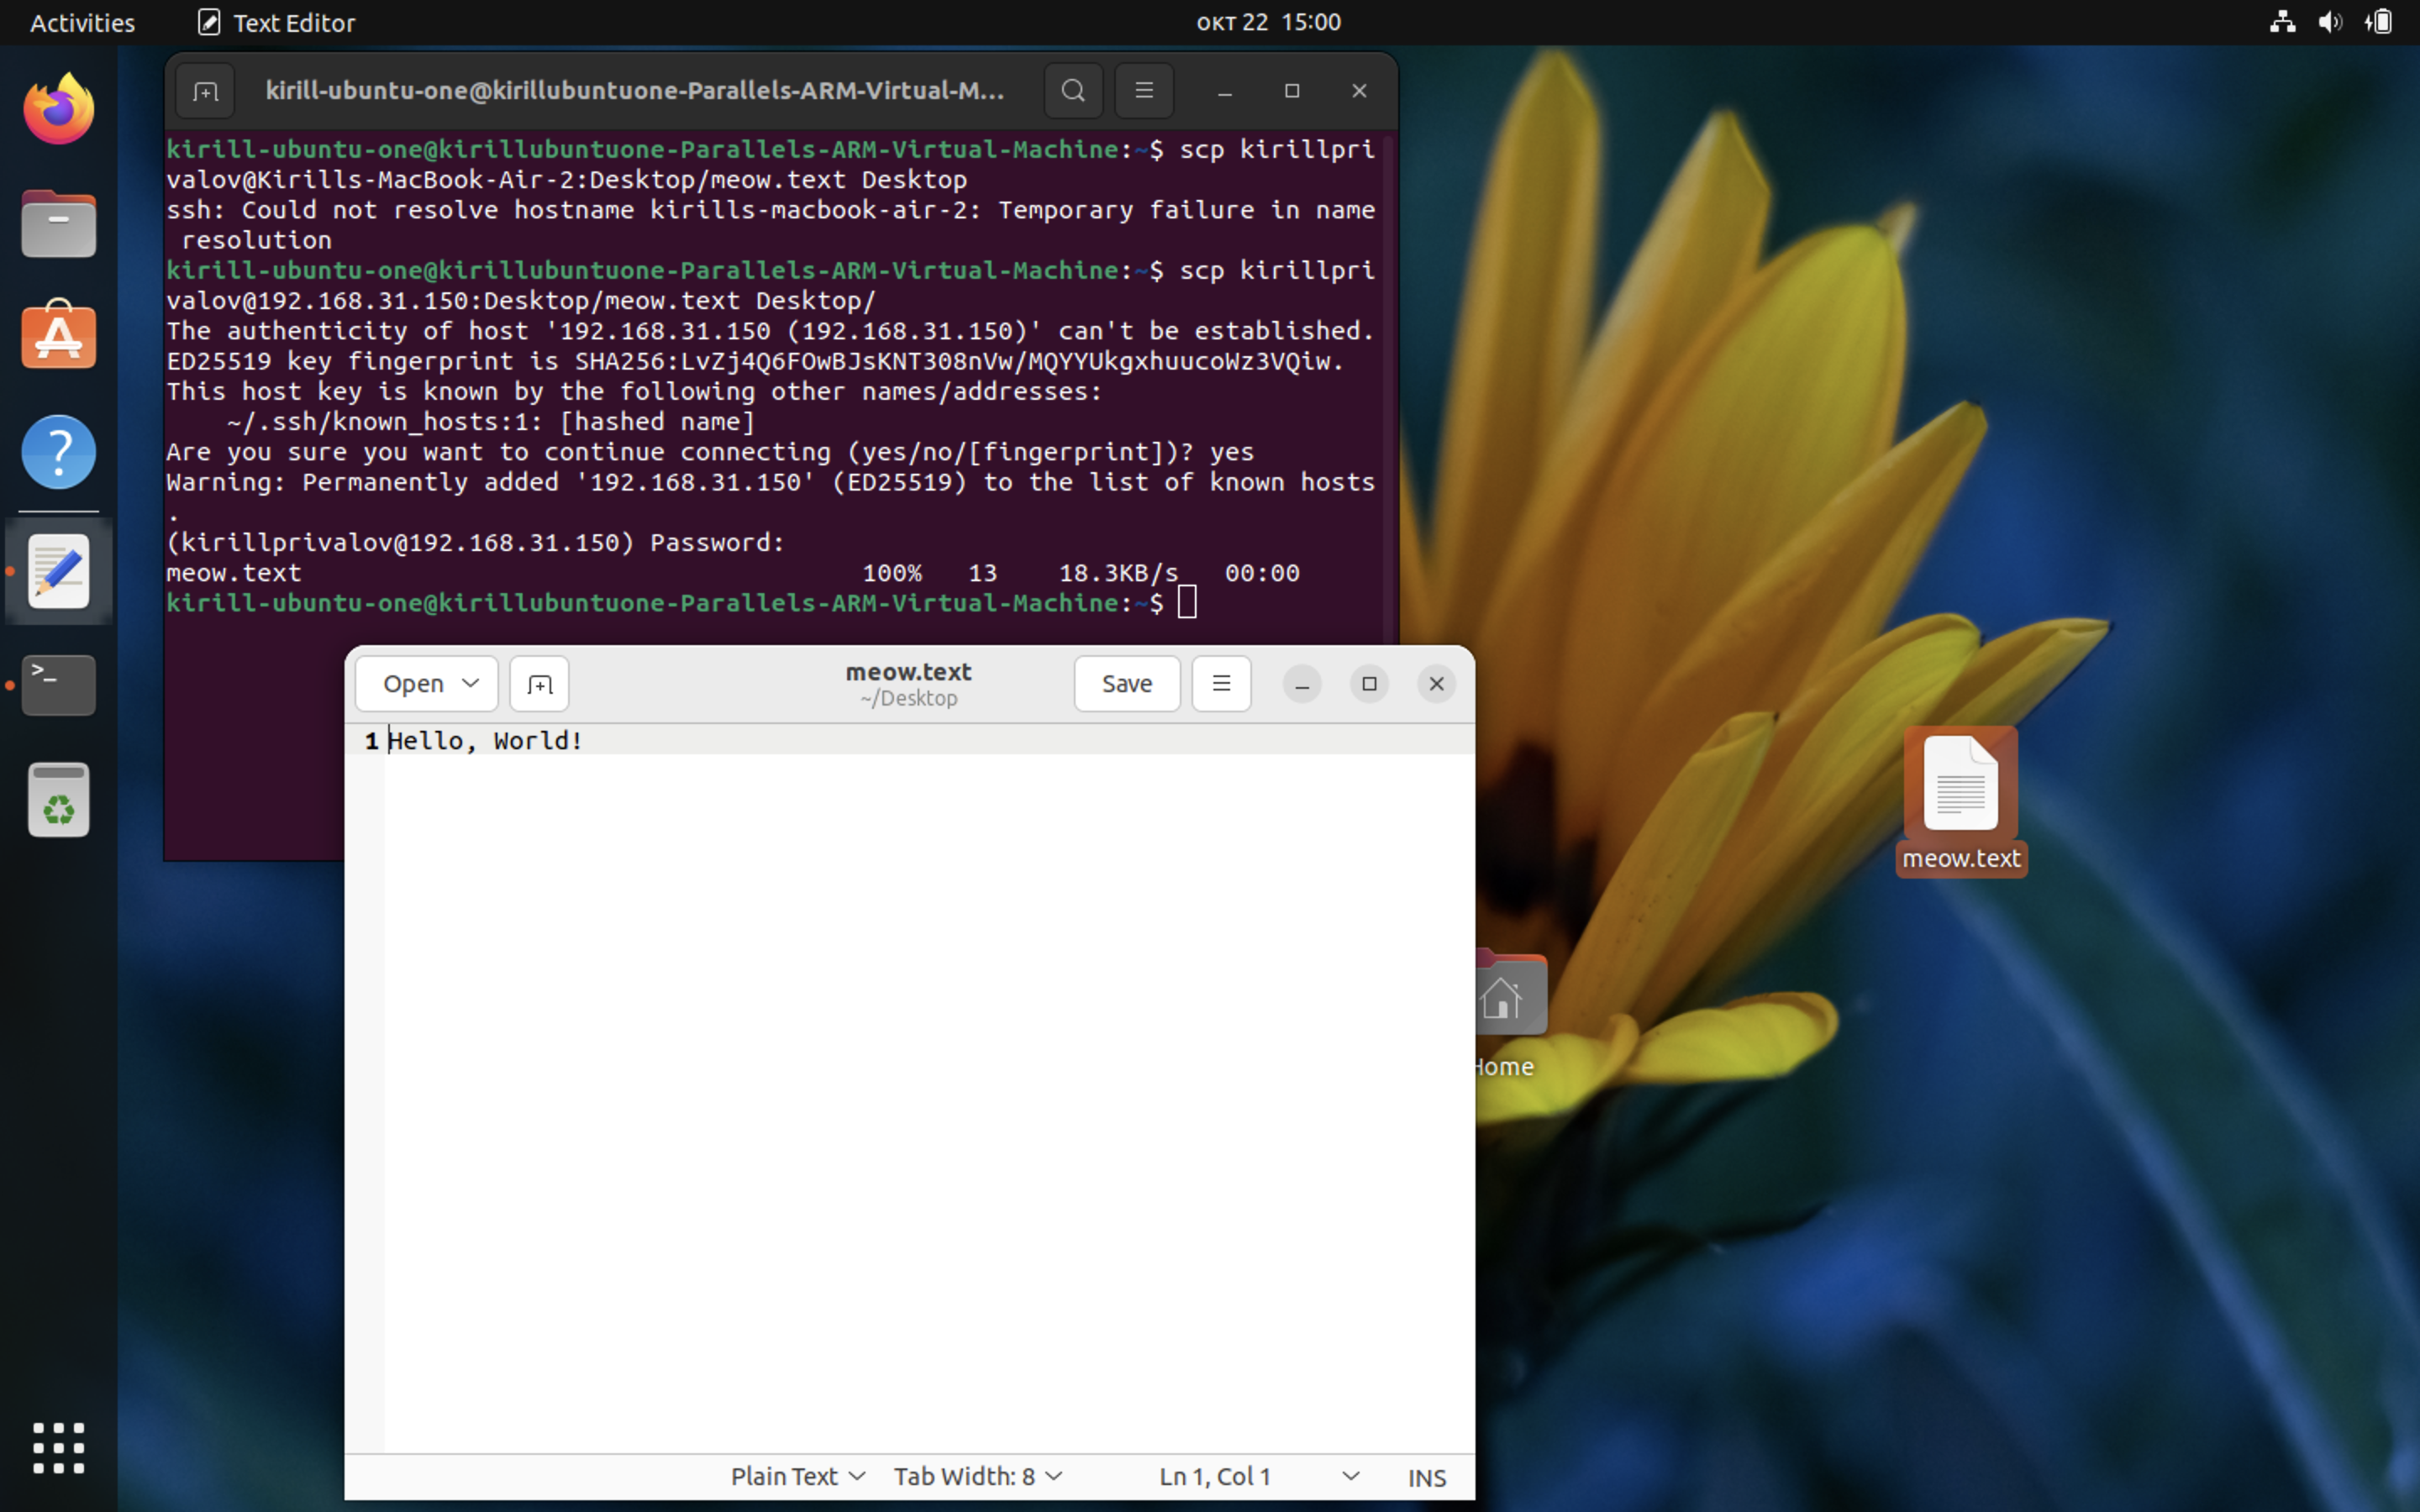 Activities
Text Editor
окт 22 15:00
kirill-ubuntu-one@kirillubuntuone-Parallels-ARM-Virtual-M...
kirill-ubuntu-one@kirillubuntuone-Parallels-ARM-Virtual-Machine:~$ scp kirillpri
valov@Kirills-MacBook-Air-2:Desktop/meow.text Desktop
ssh: Could not resolve hostname kirills-macbook-air-2: Temporary failure in name
 resolution
kirill-ubuntu-one@kirillubuntuone-Parallels-ARM-Virtual-Machine:~$ scp kirillpri
valov@192.168.31.150:Desktop/meow.text Desktop/
The authenticity of host '192.168.31.150 (192.168.31.150)' can't be established.
ED25519 key fingerprint is SHA256:LvZj4Q6FOwBJsKNT308nVw/MQYYUkgxhuucoWz3VQiw.
This host key is known by the following other names/addresses:
    ~/.ssh/known_hosts:1: [hashed name]
Are you sure you want to continue connecting (yes/no/[fingerprint])? yes
Warning: Permanently added '192.168.31.150' (ED25519) to the list of known hosts
.
(kirillprivalov@192.168.31.150) Password:
meow.text 100% 13 18.3KB/s 00:00
kirill-ubuntu-one@kirillubuntuone-Parallels-ARM-Virtual-Machine:~$
Open
meow.text
~/Desktop
Save
1 Hello, World!
Plain Text
Tab Width: 8
Ln 1, Col 1
INS
meow.text
Home